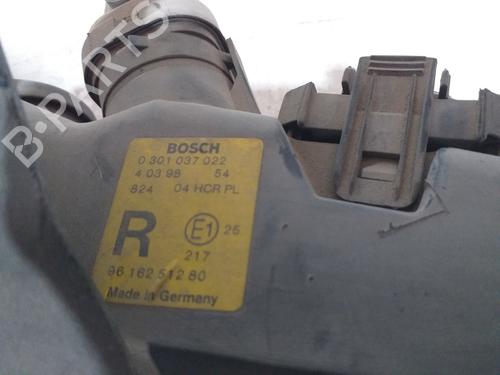 B-PARTS
BOSCH
0 301 037 022
4 03 98 54
824 04 HCR PL
R E1 25
217
96 162 512 80
Made in Germany